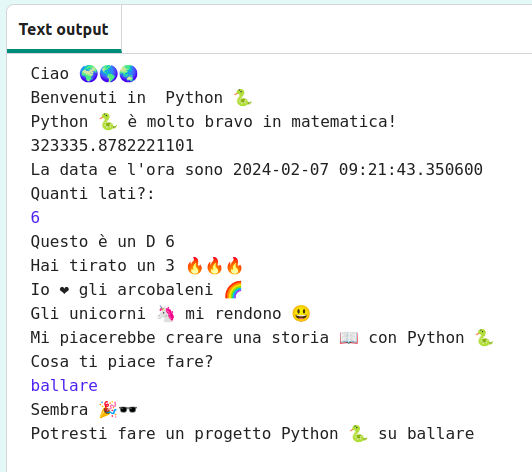 Text output
Ciao 🌍🌎🌏
Benvenuti in  Python 🐍
Python 🐍 è molto bravo in matematica!
323335.8782221101
La data e l'ora sono 2024-02-07 09:21:43.350600
Quanti lati?:
6
Questo è un D 6
Hai tirato un 3 🔥🔥🔥
Io ❤ gli arcobaleni 🌈
Gli unicorni 🦄 mi rendono 😃
Mi piacerebbe creare una storia 📖 con Python 🐍
Cosa ti piace fare?
ballare
Sembra 🎉🕶️
Potresti fare un progetto Python 🐍 su ballare